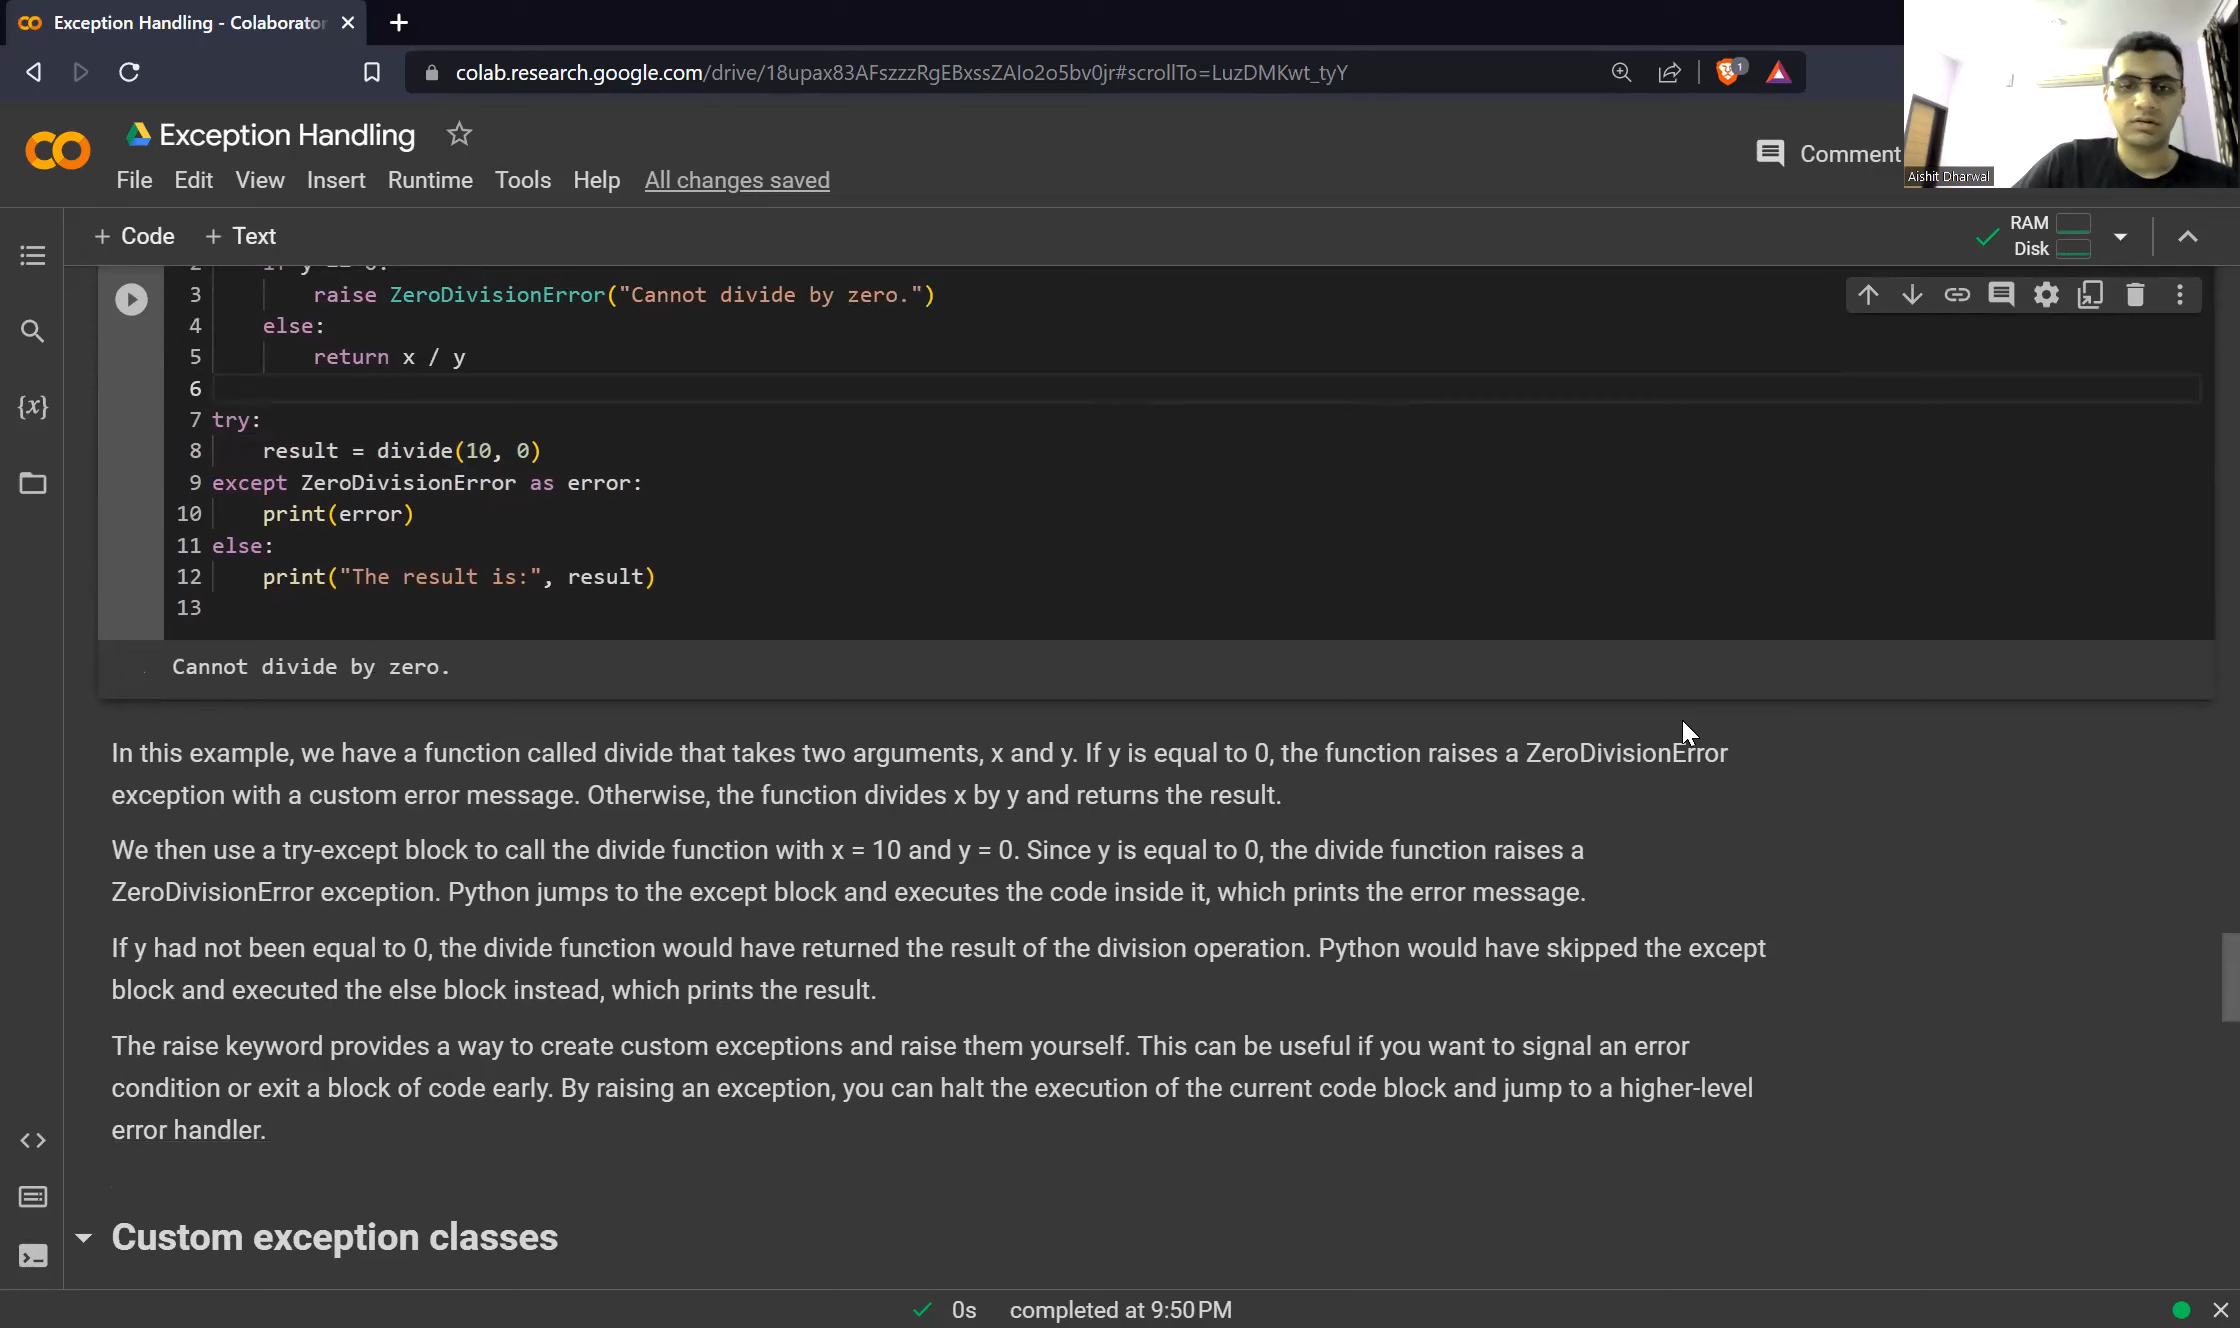 Exception Handling - Colaborator
colab.research.google.com/drive/18upax83AFszzzRgEBxssZAIo2o5bv0jr#scrollTo=LuzDMKwt_tyY
1
Exception Handling
File Edit View Insert Runtime Tools Help All changes saved
Comment
Aishit Dharwal
+ Code + Text
RAM
Disk
{x}
2 if y == 0:
3 raise ZeroDivisionError("Cannot divide by zero.")
4 else:
5 return x / y
6
7 try:
8 result = divide(10, 0)
9 except ZeroDivisionError as error:
10 print(error)
11 else:
12 print("The result is:", result)
13
Cannot divide by zero.
In this example, we have a function called divide that takes two arguments, x and y. If y is equal to 0, the function raises a ZeroDivisionError
exception with a custom error message. Otherwise, the function divides x by y and returns the result.
We then use a try-except block to call the divide function with x = 10 and y = 0. Since y is equal to 0, the divide function raises a
ZeroDivisionError exception. Python jumps to the except block and executes the code inside it, which prints the error message.
If y had not been equal to 0, the divide function would have returned the result of the division operation. Python would have skipped the except
block and executed the else block instead, which prints the result.
The raise keyword provides a way to create custom exceptions and raise them yourself. This can be useful if you want to signal an error
condition or exit a block of code early. By raising an exception, you can halt the execution of the current code block and jump to a higher-level
error handler.
Custom exception classes
0s completed at 9:50 PM